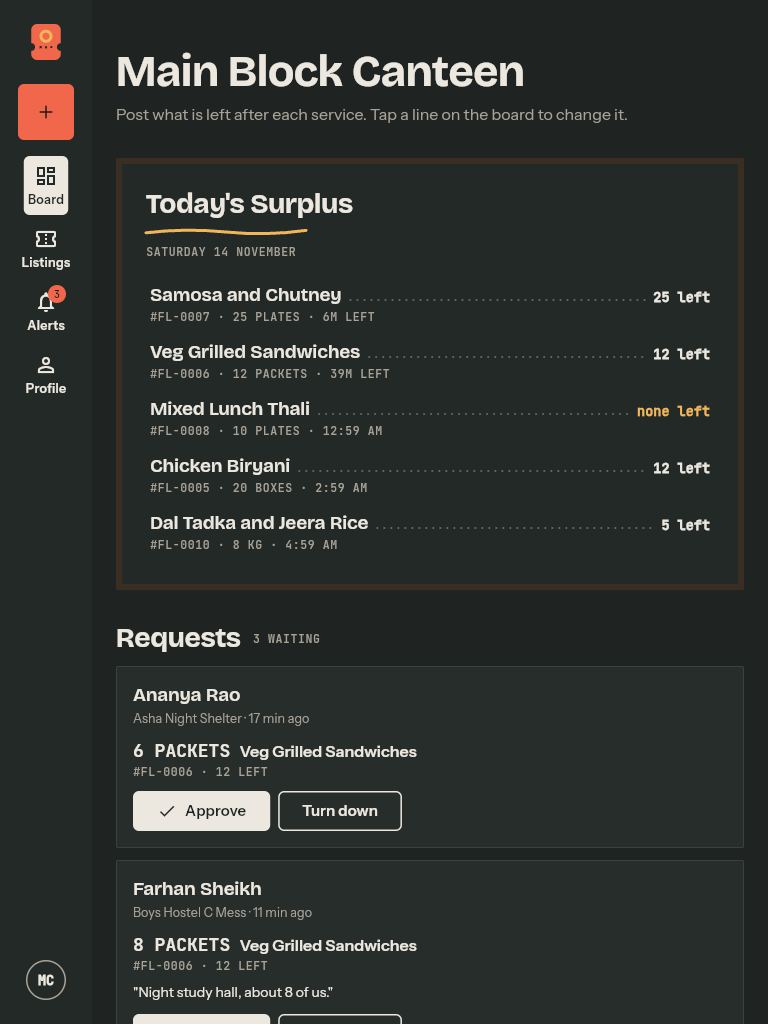 Main Block Canteen
Post what is left after each service. Tap a line on the board to change it.
Board
Listings
3
Alerts
Profile
MC
Today's Surplus
SATURDAY 14 NOVEMBER
Samosa and Chutney 25 left
#FL-0007 · 25 PLATES · 6M LEFT
Veg Grilled Sandwiches 12 left
#FL-0006 · 12 PACKETS · 39M LEFT
Mixed Lunch Thali none left
#FL-0008 · 10 PLATES · 12:59 AM
Chicken Biryani 12 left
#FL-0005 · 20 BOXES · 2:59 AM
Dal Tadka and Jeera Rice 5 left
#FL-0010 · 8 KG · 4:59 AM
Requests 3 WAITING
Ananya Rao
Asha Night Shelter · 17 min ago
6 PACKETS Veg Grilled Sandwiches
#FL-0006 · 12 LEFT
Approve Turn down
Farhan Sheikh
Boys Hostel C Mess · 11 min ago
8 PACKETS Veg Grilled Sandwiches
#FL-0006 · 12 LEFT
"Night study hall, about 8 of us."